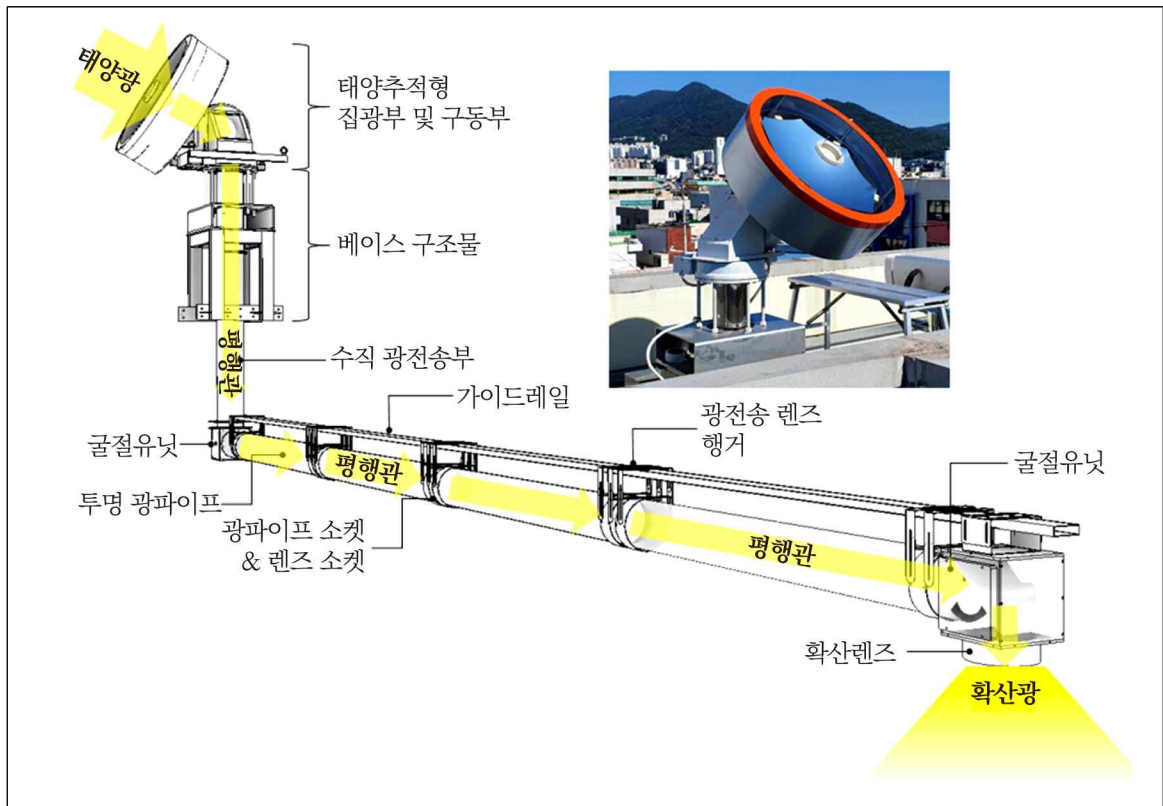 태양광
태양추적형
집광부 및 구동부
베이스 구조물
평행관
수직 광전송부
가이드레일
광전송 렌즈
행거
굴절유닛
굴절유닛
평행관
투명 광파이프
광파이프 소켓
& 렌즈 소켓
평행관
확산렌즈
확산광